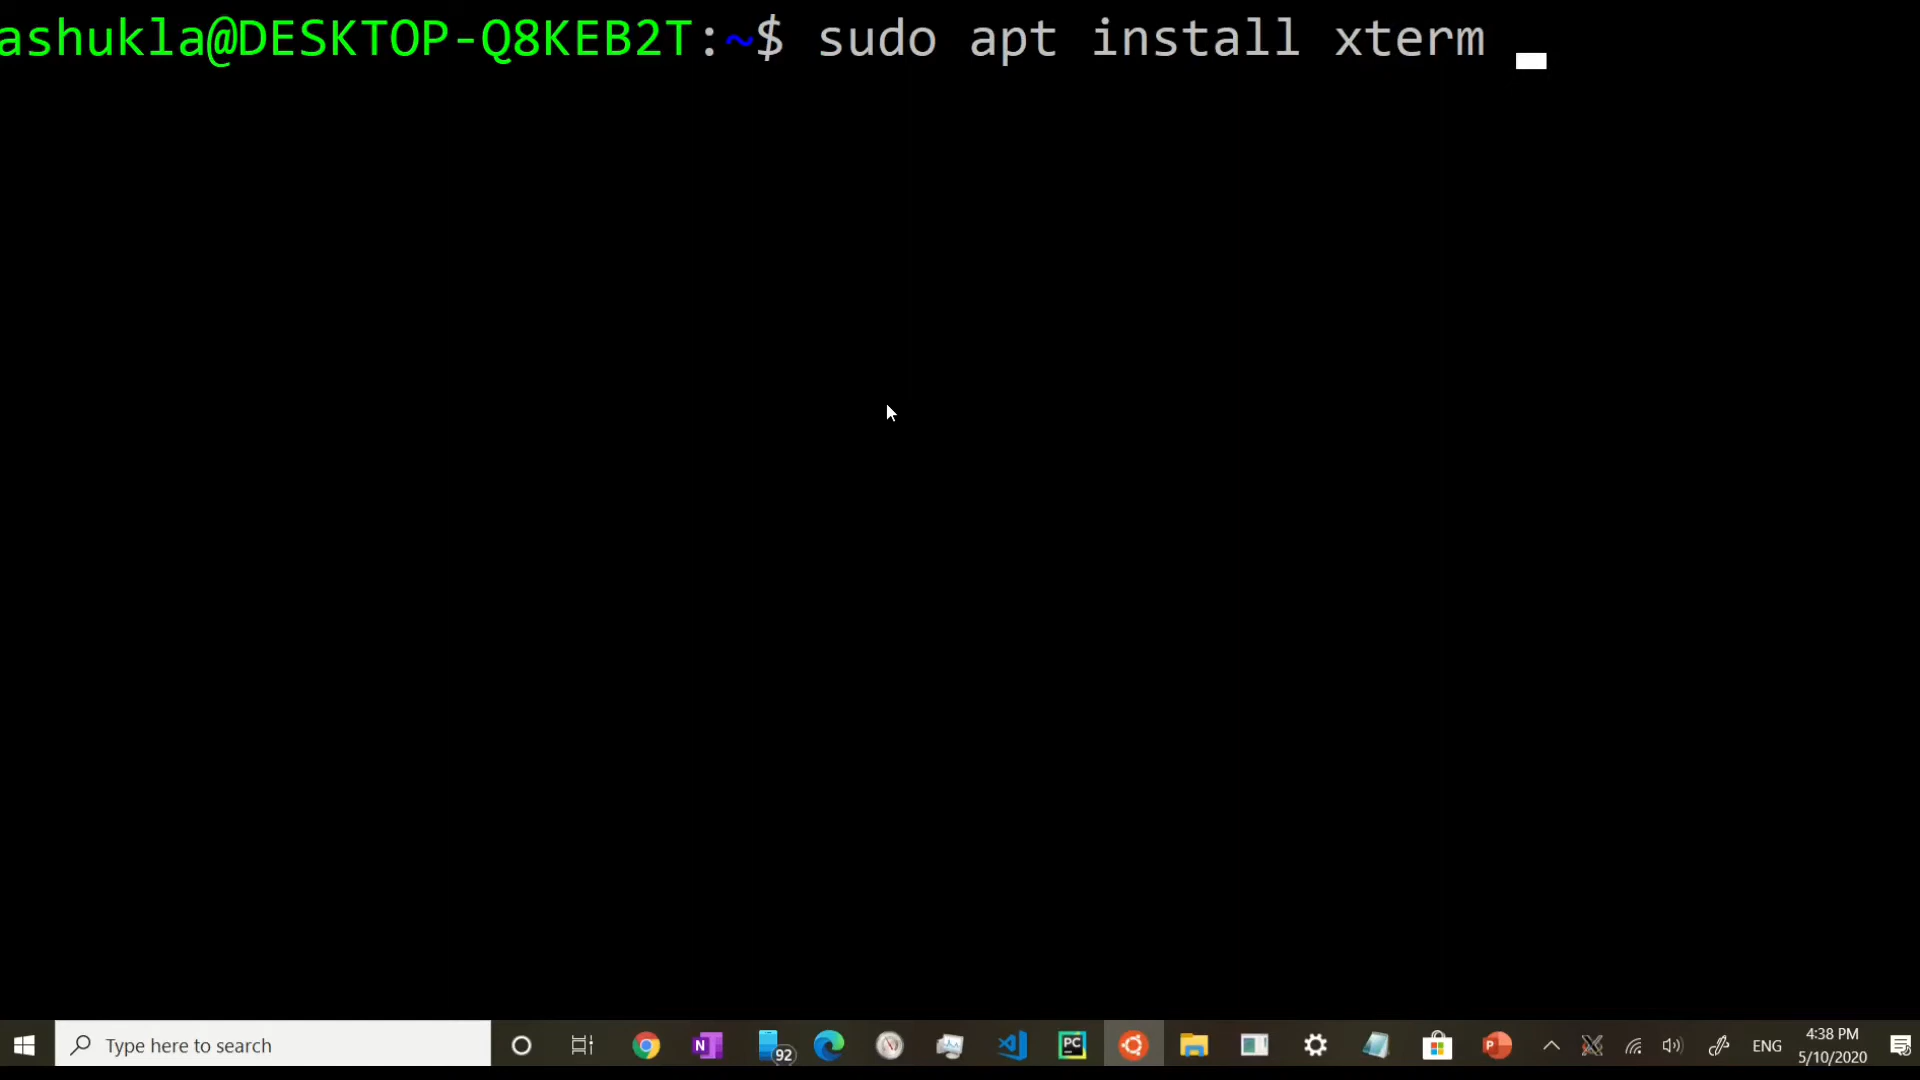 ashukla@DESKTOP-Q8KEB2T:~$ sudo apt install xterm
Type here to search
N
92
PC
P
ENG
4:38 PM
5/10/2020